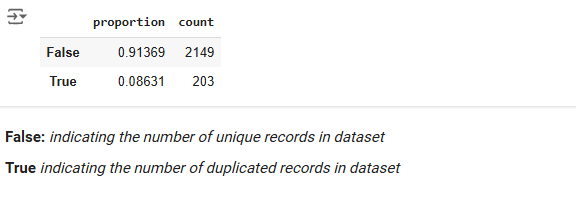 proportion count
False 0.91369 2149
True 0.08631 203
False: indicating the number of unique records in dataset
True indicating the number of duplicated records in dataset